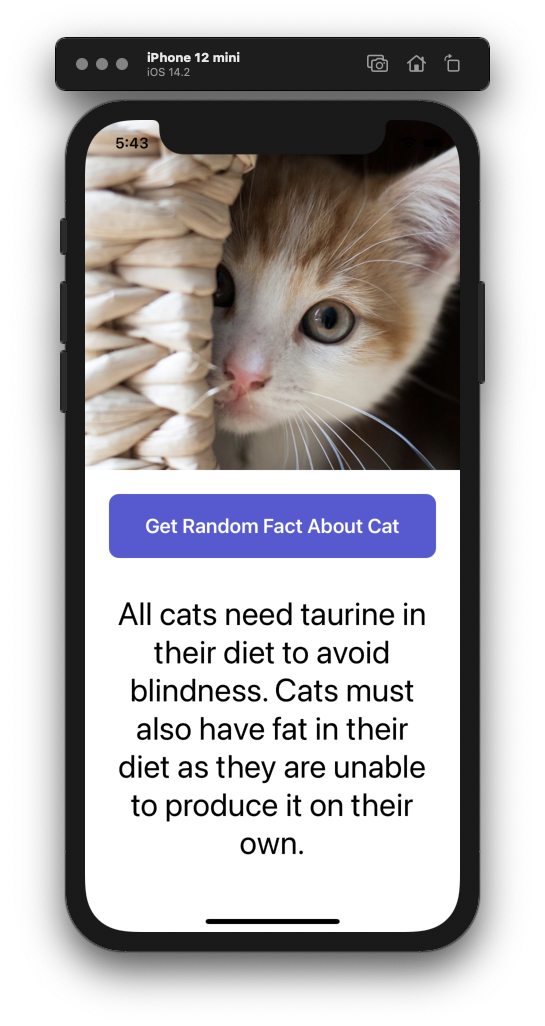 iPhone 12 mini
iOS 14.2
5:43
Get Random Fact About Cat
All cats need taurine in
their diet to avoid
blindness. Cats must
also have fat in their
diet as they are unable
to produce it on their
own.